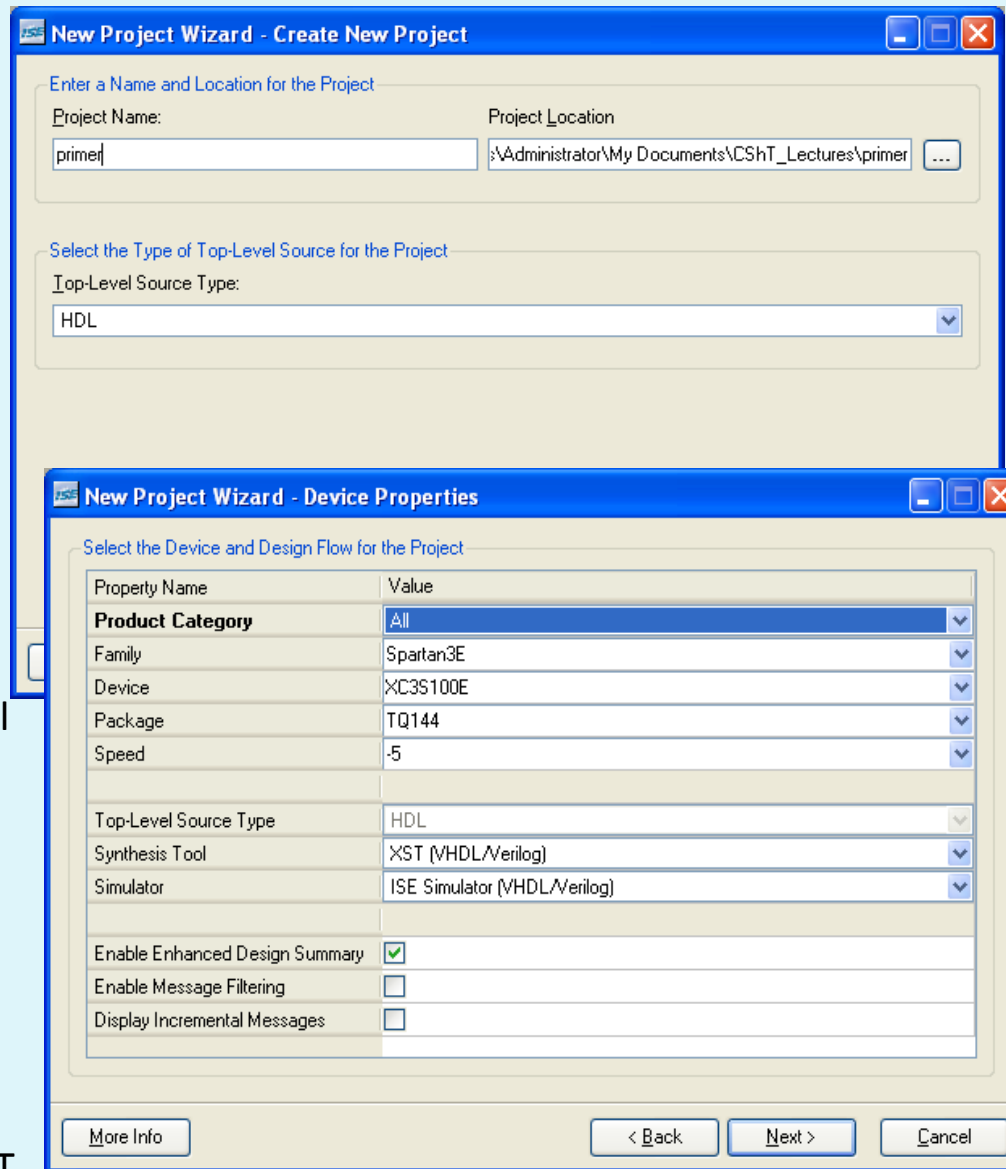 ISE New Project Wizard - Create New Project
Enter a Name and Location for the Project
Project Name: Project Location
primer s\Administrator\My Documents\CShT_Lectures\primer ...
Select the Type of Top-Level Source for the Project
Top-Level Source Type:
HDL
ISE New Project Wizard - Device Properties
Select the Device and Design Flow for the Project
Property Name Value
Product Category All
Family Spartan3E
Device XC3S100E
Package TQ144
Speed -5
Top-Level Source Type HDL
Synthesis Tool XST (VHDL/Verilog)
Simulator ISE Simulator (VHDL/Verilog)
Enable Enhanced Design Summary
Enable Message Filtering
Display Incremental Messages
More Info < Back Next > Cancel